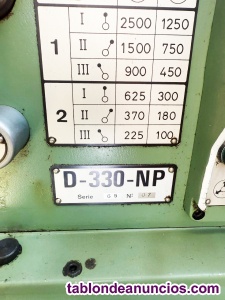 I 2500 1250
1 II 1500 750
III 900 450
I 625 300
2 II 370 180
III 225 100
D-330-NP
Serie Nº
tablondeanuncios.com